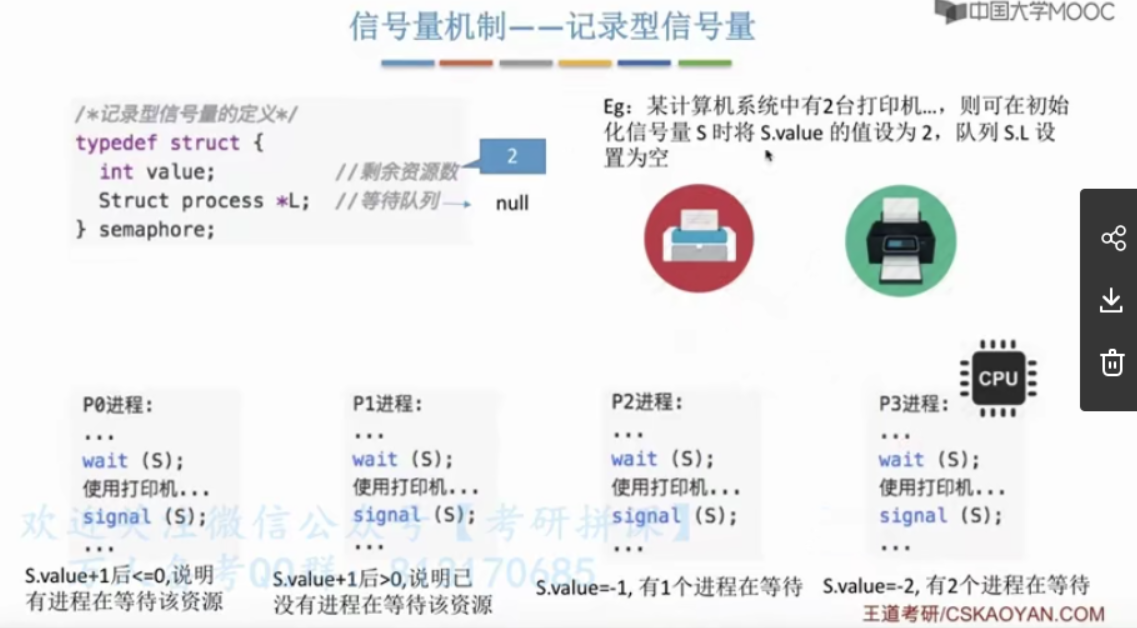 信号量机制——记录型信号量
中国大学MOOC
/*记录型信号量的定义*/
typedef struct {
int value; //剩余资源数
2
Struct process *L; //等待队列
null
} semaphore;
Eg：某计算机系统中有2台打印机…，则可在初始
化信号量 S 时将 S.value 的值设为 2，队列 S.L 设
置为空
CPU
P0进程:
...
wait (S);
使用打印机...
signal (S);
...
S.value+1后<=0,说明
有进程在等待该资源
P1进程:
...
wait (S);
使用打印机...
signal (S);
...
S.value+1后>0,说明已
没有进程在等待该资源
P2进程:
...
wait (S);
使用打印机...
signal (S);
...
S.value=-1, 有1个进程在等待
P3进程:
...
wait (S);
使用打印机...
signal (S);
...
S.value=-2, 有2个进程在等待
欢迎关注微信公众号【考研拼课】
王道考研/CSKAOYAN.COM